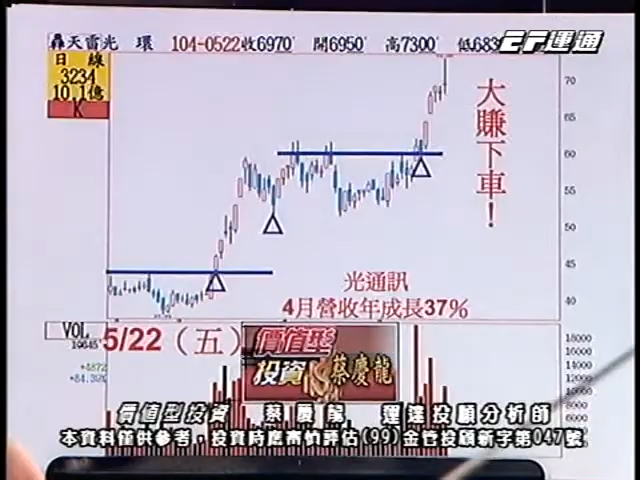 轟天雷光 環 104-0522收6970' 開6950' 高7300' 低683
EF運通
日線
3234
10.1億
K
大賺下車!
70
65
60
55
50
45
40
光通訊
4月營收年成長37%
VOL
5/22(五)
+4872
18000
16000
14000
12000
價值型
投資 蔡慶龍
價值型投資 蔡慶龍 運達投顧分析師
本資料僅供參考,投資時應審慎評估(99)金管投顧新字第047號